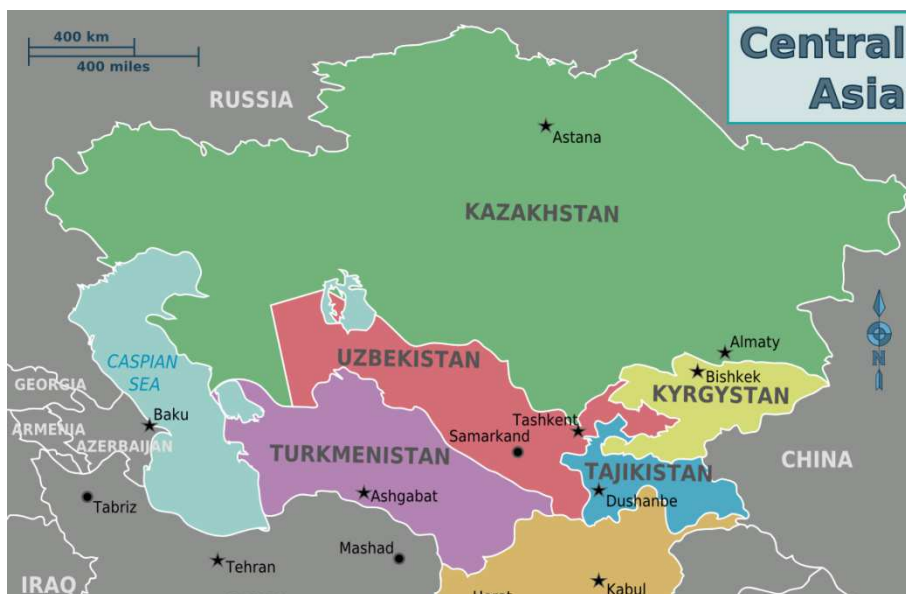 400 km
400 miles
Central
Asia
RUSSIA
Astana
KAZAKHSTAN
CASPIAN
SEA
UZBEKISTAN
Almaty
Bishkek
KYRGYSTAN
GEORGIA
Baku
Tashkent
ARMENIA
AZERBAIJAN
Samarkand
TURKMENISTAN
TAJIKISTAN
CHINA
N
Tabriz
Ashgabat
Dushanbe
Mashad
Tehran
IRAQ
Kabul